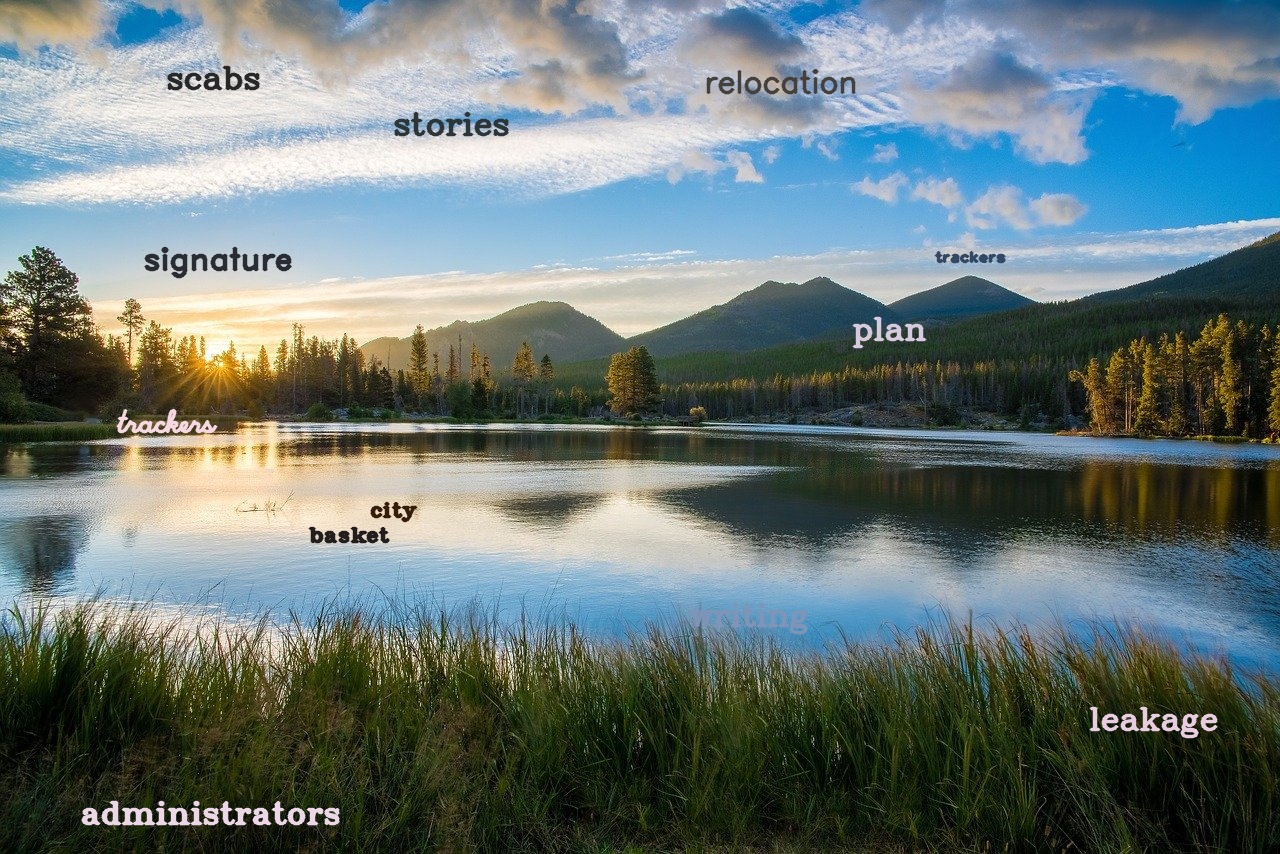 scabs
relocation
stories
trackers
signature
plan
trackers
city
basket
writing
leakage
administrators